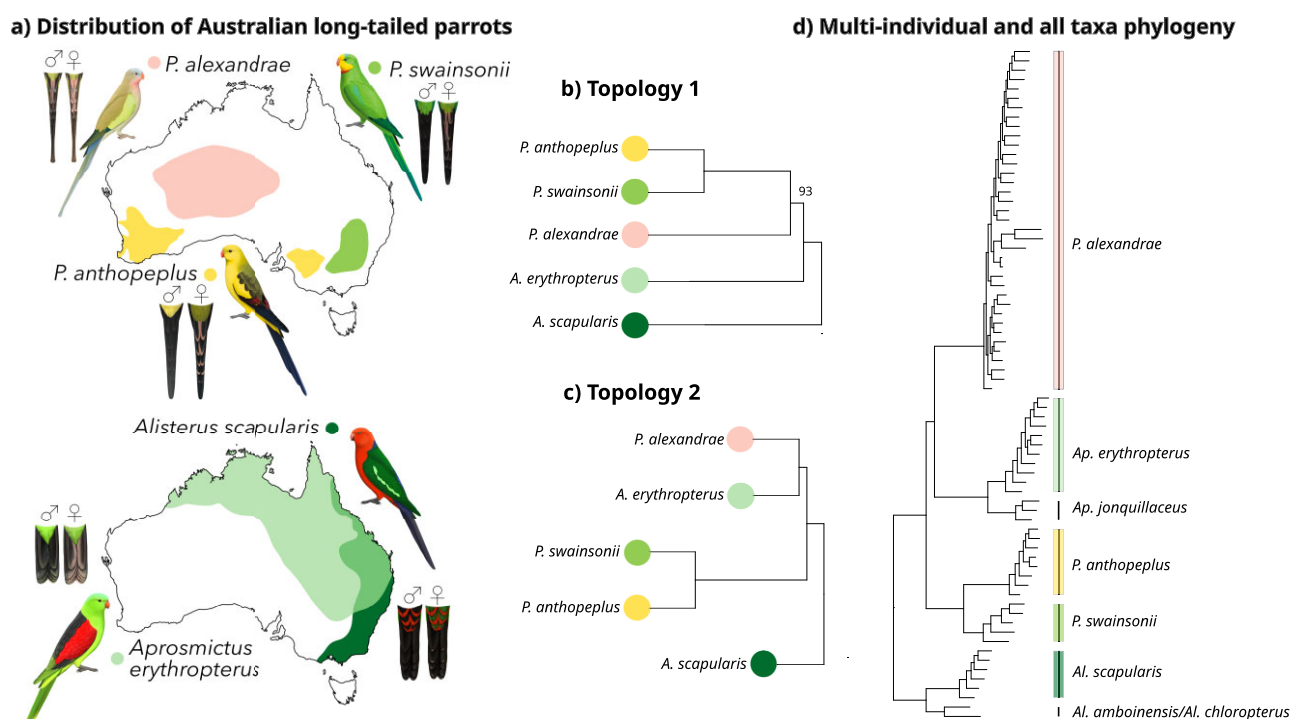 a) Distribution of Australian long-tailed parrots
♂ ♀
P. alexandrae
P. swainsonii
♂ ♀
P. anthopeplus
♂ ♀
Alisterus scapularis
♂ ♀
♂ ♀
Aprosmictus
erythropterus
b) Topology 1
P. anthopeplus
P. swainsonii
93
P. alexandrae
A. erythropterus
A. scapularis
c) Topology 2
P. alexandrae
A. erythropterus
P. swainsonii
P. anthopeplus
A. scapularis
d) Multi-individual and all taxa phylogeny
P. alexandrae
Ap. erythropterus
Ap. jonquillaceus
P. anthopeplus
P. swainsonii
Al. scapularis
Al. amboinensis/Al. chloropterus